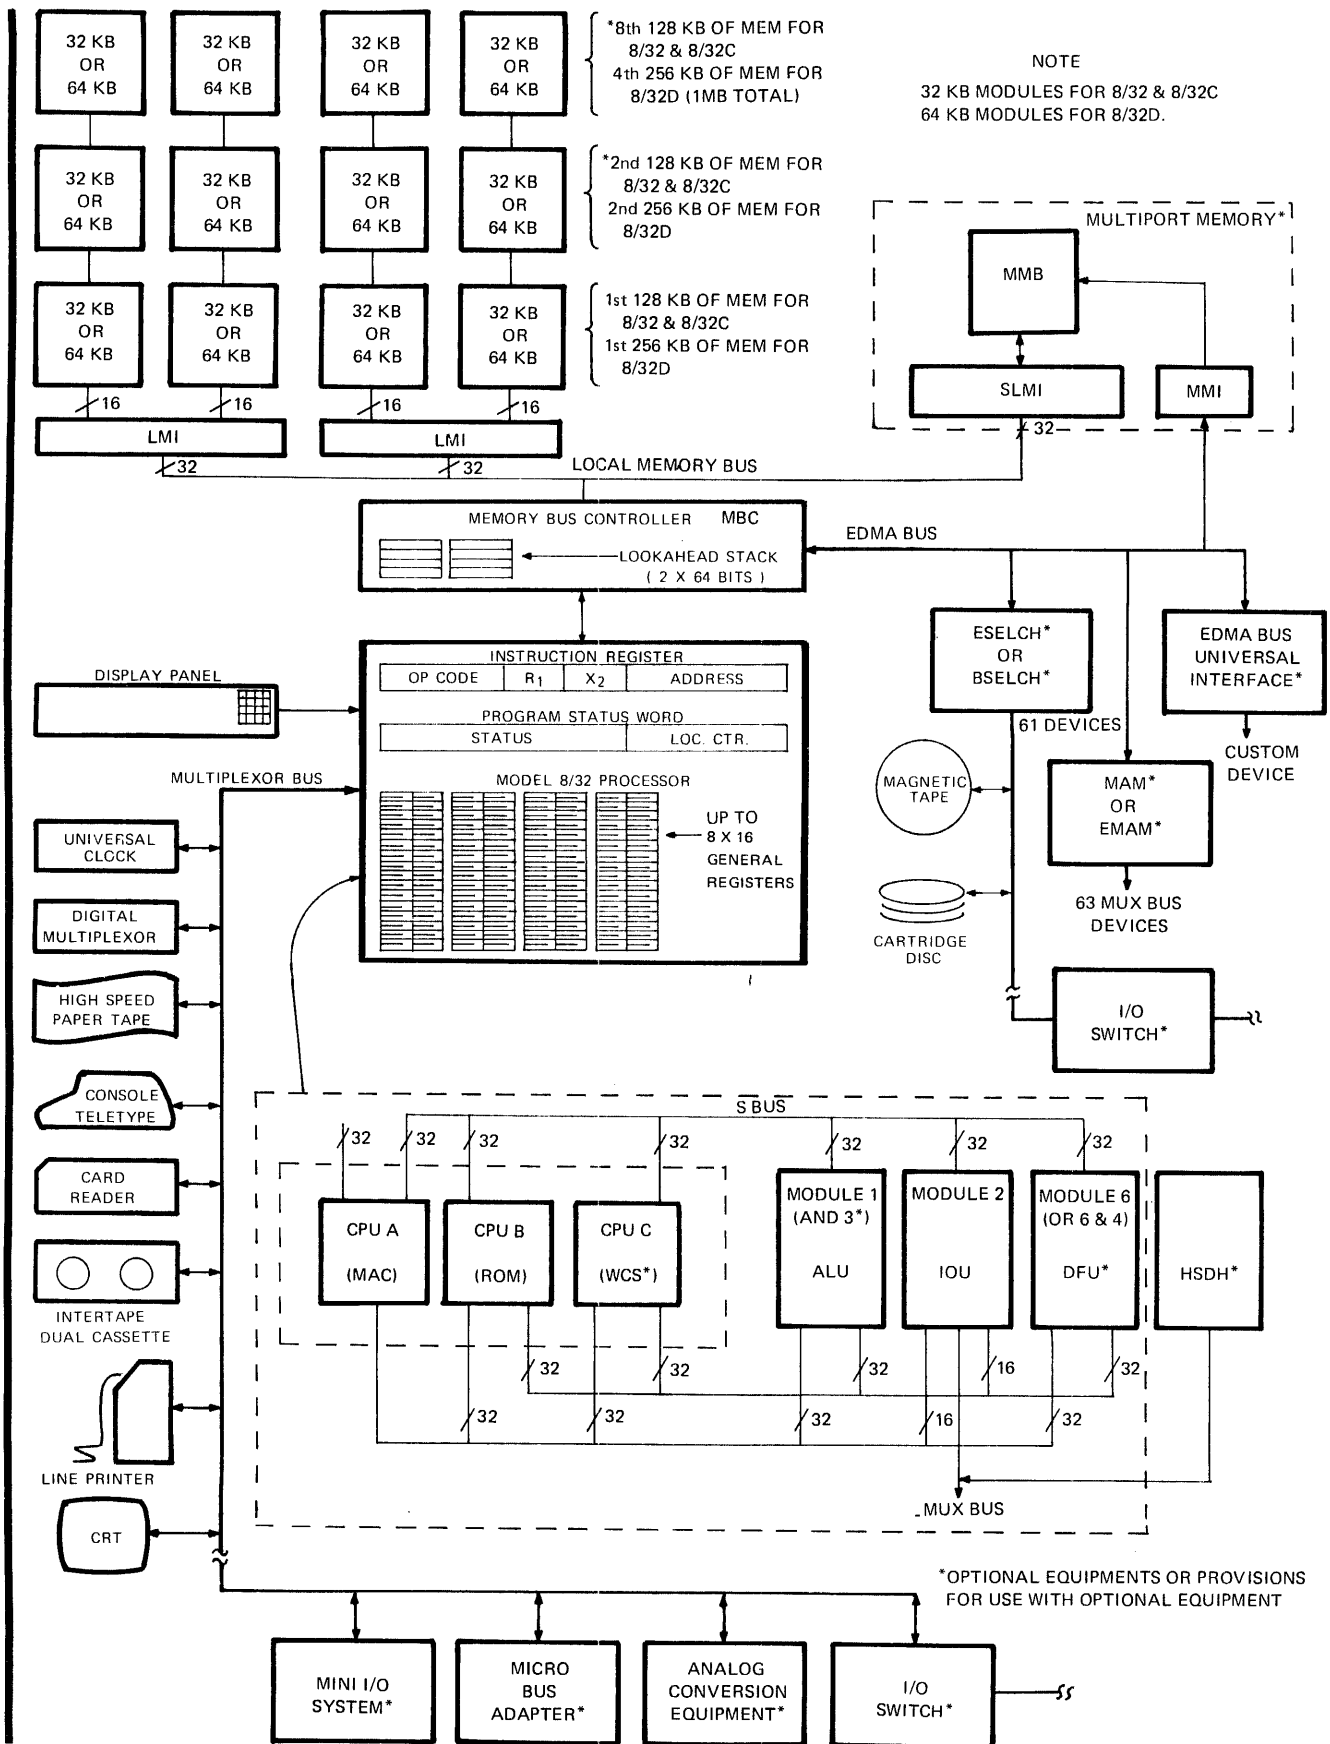 32 KB
OR
64 KB
32 KB
OR
64 KB
32 KB
OR
64 KB
32 KB
OR
64 KB
*8th 128 KB OF MEM FOR
8/32 & 8/32C
4th 256 KB OF MEM FOR
8/32D (1MB TOTAL)
NOTE
32 KB MODULES FOR 8/32 & 8/32C
64 KB MODULES FOR 8/32D.
32 KB
OR
64 KB
32 KB
OR
64 KB
32 KB
OR
64 KB
32 KB
OR
64 KB
*2nd 128 KB OF MEM FOR
8/32 & 8/32C
2nd 256 KB OF MEM FOR
8/32D
32 KB
OR
64 KB
32 KB
OR
64 KB
32 KB
OR
64 KB
32 KB
OR
64 KB
1st 128 KB OF MEM FOR
8/32 & 8/32C
1st 256 KB OF MEM FOR
8/32D
MULTIPORT MEMORY*
MMB
SLMI
MMI
32
16
16
16
16
LMI
LMI
32
32
LOCAL MEMORY BUS
MEMORY BUS CONTROLLER MBC
LOOKAHEAD STACK
( 2 X 64 BITS )
EDMA BUS
ESELCH*
OR
BSELCH*
EDMA BUS
UNIVERSAL
INTERFACE*
61 DEVICES
CUSTOM
DEVICE
MAGNETIC
TAPE
MAM*
OR
EMAM*
63 MUX BUS
DEVICES
CARTRIDGE
DISC
I/O
SWITCH*
INSTRUCTION REGISTER
OP CODE R1 X2 ADDRESS
PROGRAM STATUS WORD
STATUS LOC. CTR.
MODEL 8/32 PROCESSOR
UP TO
8 X 16
GENERAL
REGISTERS
DISPLAY PANEL
MULTIPLEXOR BUS
UNIVERSAL
CLOCK
DIGITAL
MULTIPLEXOR
HIGH SPEED
PAPER TAPE
CONSOLE
TELETYPE
CARD
READER
INTERTAPE
DUAL CASSETTE
LINE PRINTER
CRT
S BUS
32
32
32
32
32
32
32
CPU A
(MAC)
CPU B
(ROM)
CPU C
(WCS*)
MODULE 1
(AND 3*)
ALU
MODULE 2
IOU
MODULE 6
(OR 6 & 4)
DFU*
HSDH*
32
32
32
16
32
32
32
32
16
32
MUX BUS
*OPTIONAL EQUIPMENTS OR PROVISIONS
FOR USE WITH OPTIONAL EQUIPMENT
MINI I/O
SYSTEM*
MICRO
BUS
ADAPTER*
ANALOG
CONVERSION
EQUIPMENT*
I/O
SWITCH*